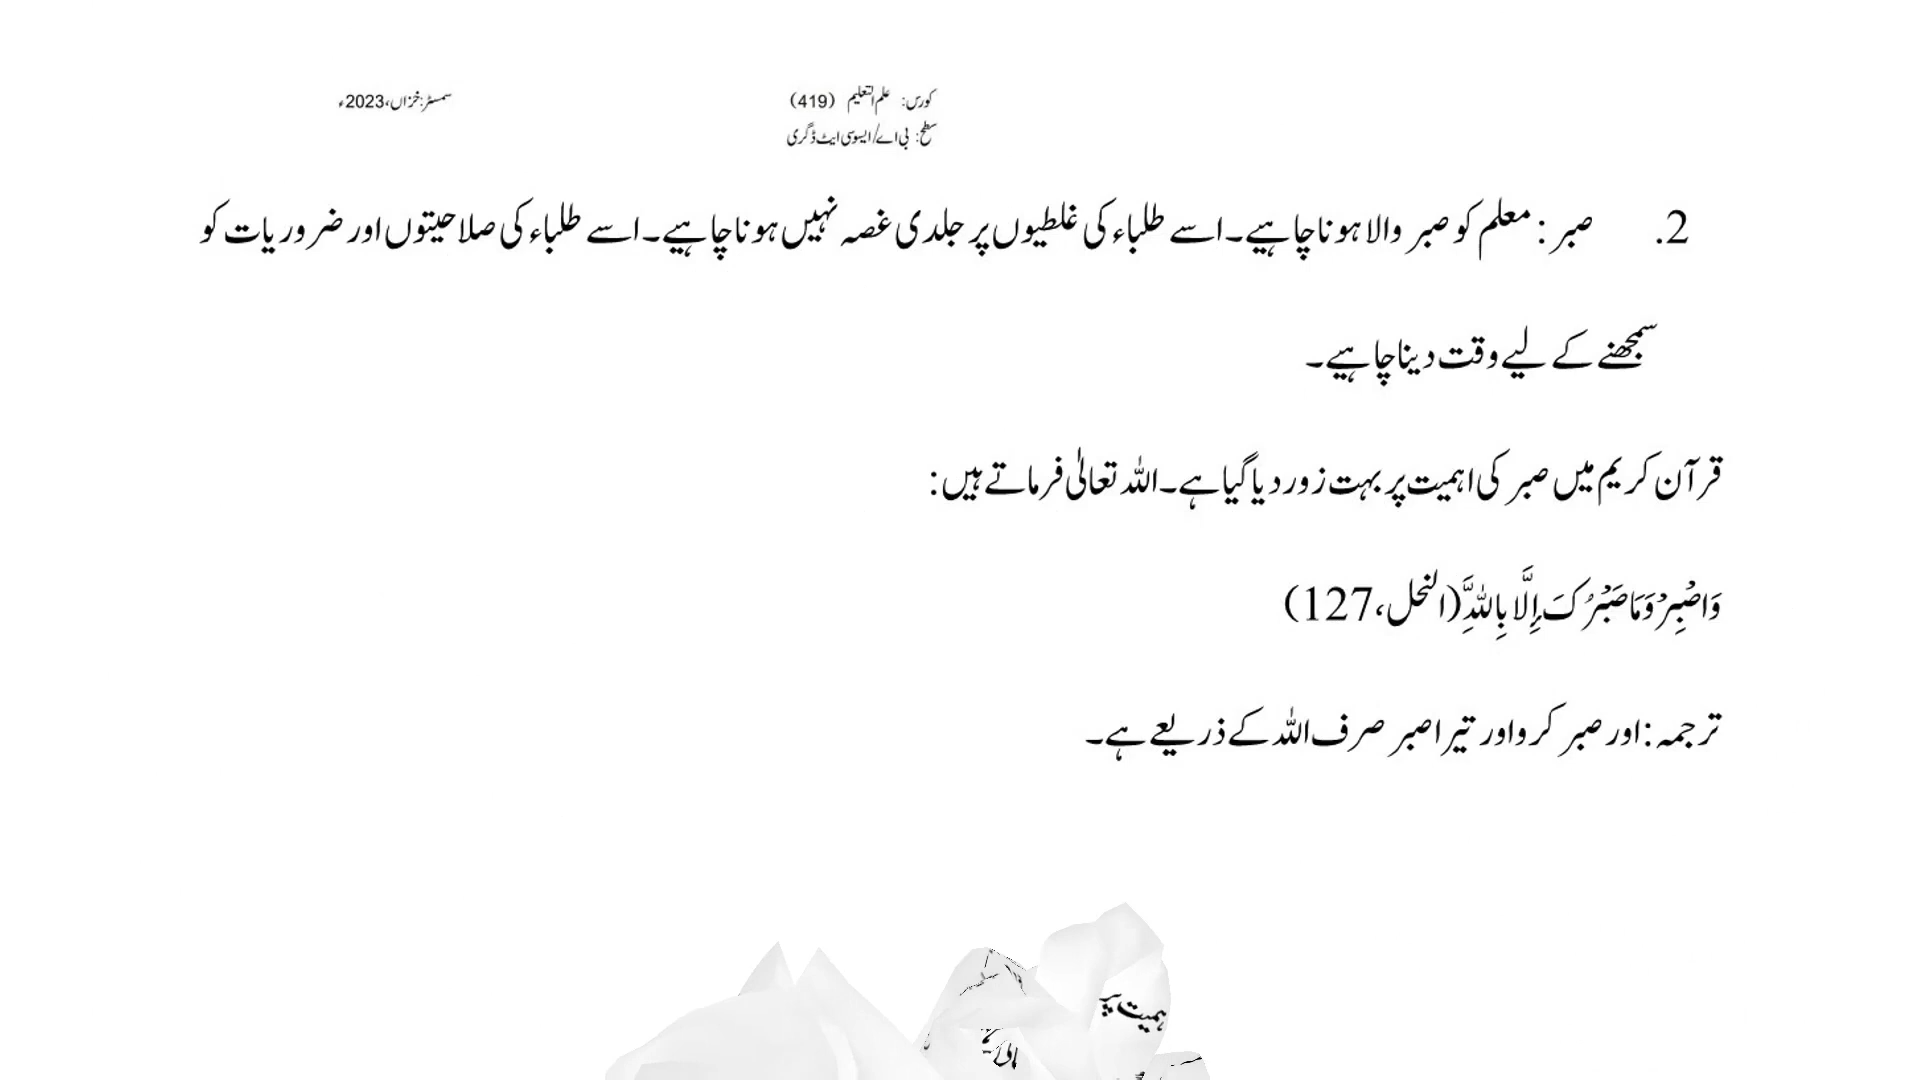 کورس: علم التعلیم (419) سمسٹر: خزاں، 2023ء
سطح: بی اے/ایسوسی ایٹ ڈگری
2. صبر: معلم کو صبر والا ہونا چاہیے۔ اسے طلباء کی غلطیوں پر جلدی غصہ نہیں ہونا چاہیے۔ اسے طلباء کی صلاحیتوں اور ضروریات کو
سمجھنے کے لیے وقت دینا چاہیے۔
قرآن کریم میں صبر کی اہمیت پر بہت زور دیا گیا ہے۔ اللہ تعالیٰ فرماتے ہیں:
وَاصْبِرْ وَمَا صَبْرُكَ إِلَّا بِاللَّهِ (النحل، 127)
ترجمہ: اور صبر کرو اور تیرا صبر صرف اللہ کے ذریعے ہے۔
ہمیت پر